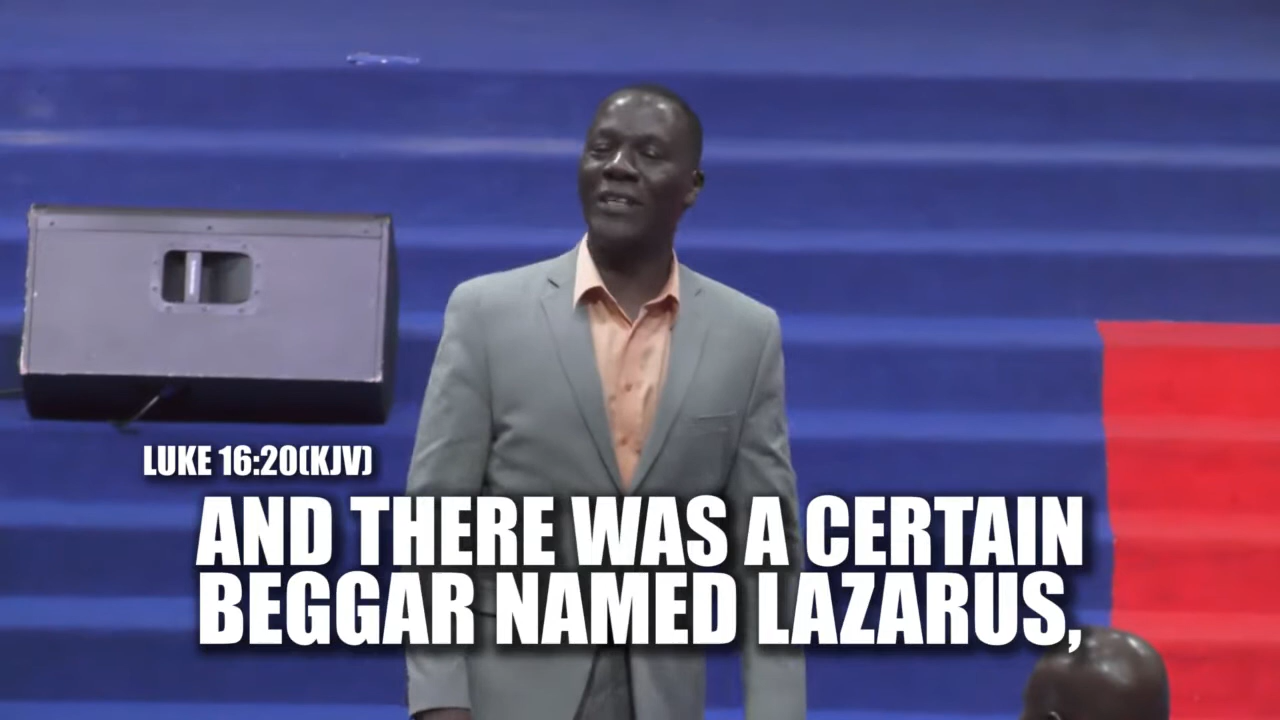 LUKE 16:20(KJV)
AND THERE WAS A CERTAIN
BEGGAR NAMED LAZARUS,